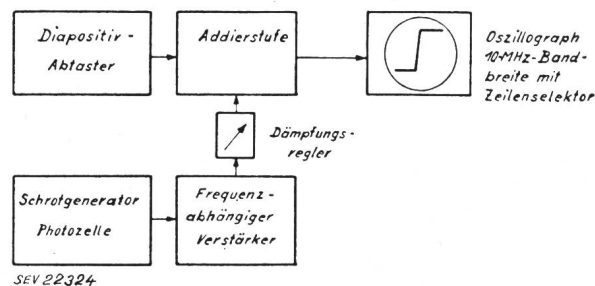 Diapositiv-
Abtaster
Addierstufe
Oszillograph
10-MHz-Band-
breite mit
Zeilenselektor
Dämpfungs-
regler
Schrotgenerator
Photozelle
Frequenz-
abhängiger
Verstärker
SEV 22324